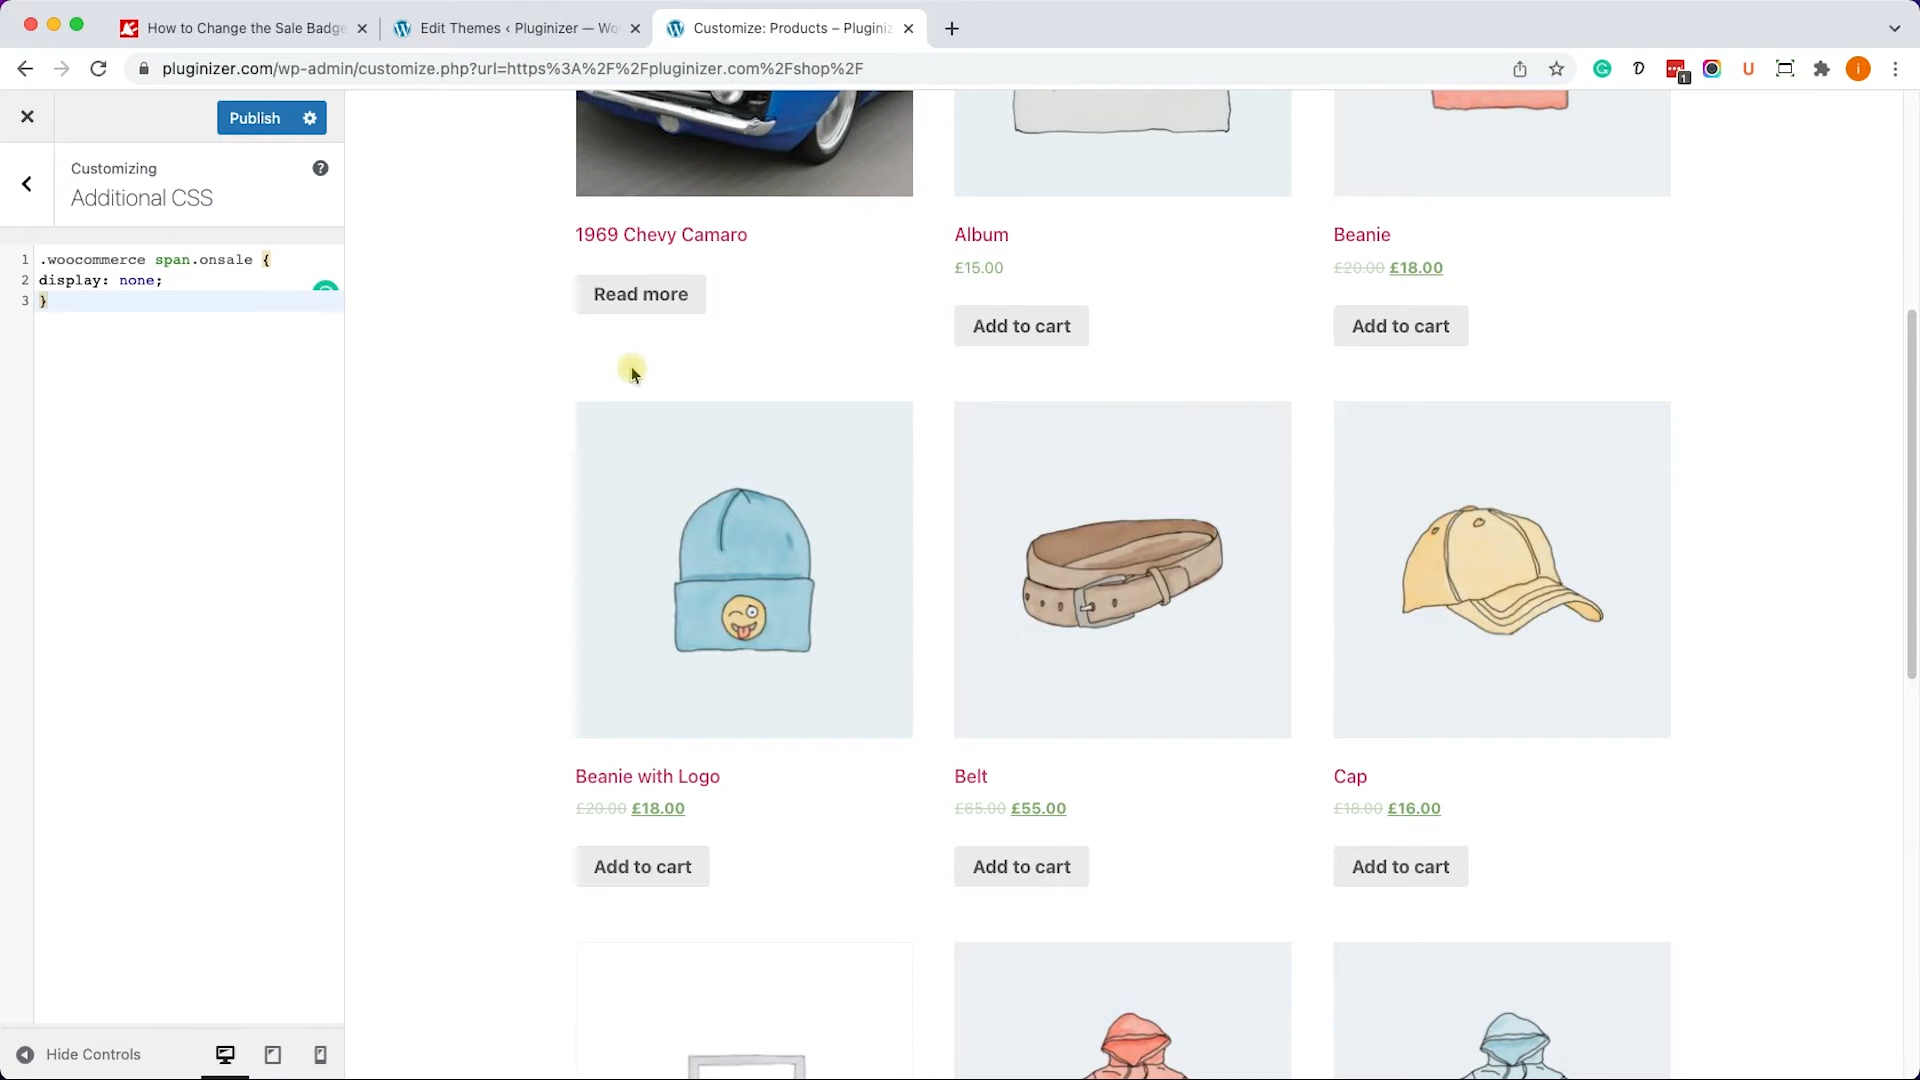 How to Change the Sale Badge
Edit Themes ‹ Pluginizer — Wo
Customize: Products – Pluginiz
pluginizer.com/wp-admin/customize.php?url=https%3A%2F%2Fpluginizer.com%2Fshop%2F
Publish
Customizing
Additional CSS
1 .woocommerce span.onsale {
2 display: none;
3 }
1969 Chevy Camaro
Read more
Album
£15.00
Add to cart
Beanie
£20.00 £18.00
Add to cart
Beanie with Logo
£20.00 £18.00
Add to cart
Belt
£65.00 £55.00
Add to cart
Cap
£18.00 £16.00
Add to cart
Hide Controls